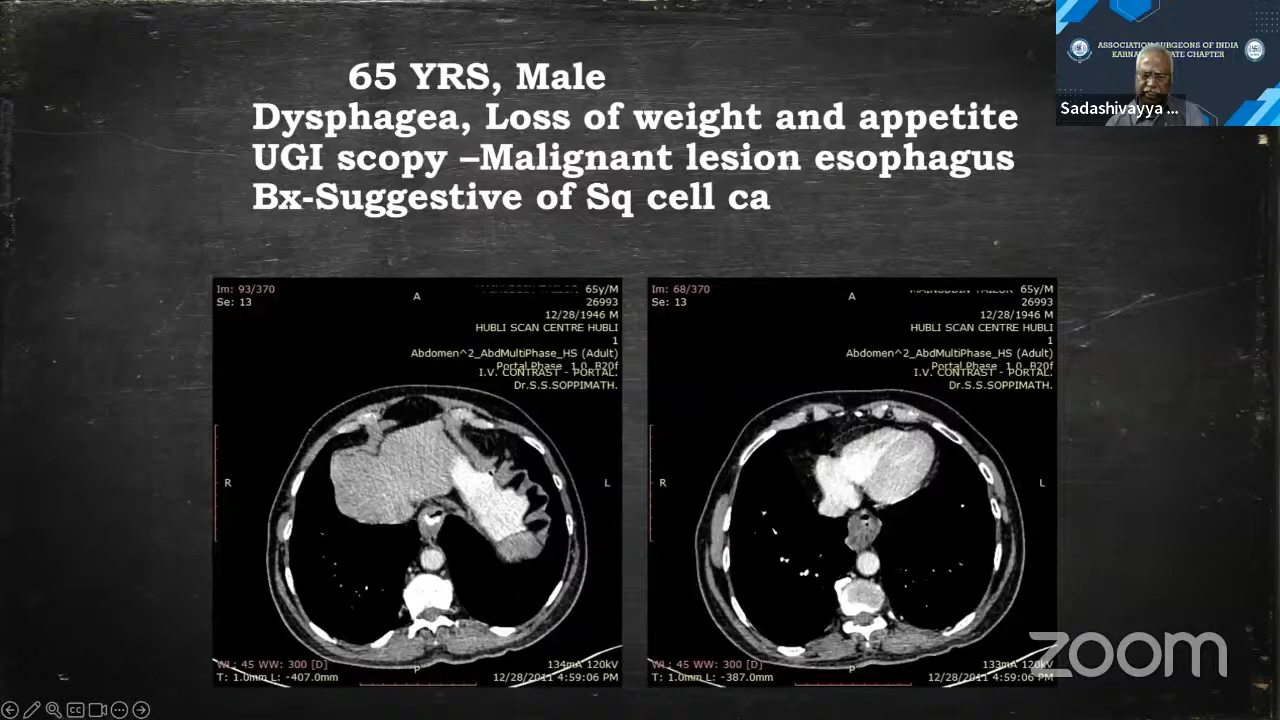 65 YRS, Male
Dysphagea, Loss of weight and appetite
UGI scopy –Malignant lesion esophagus
Bx-Suggestive of Sq cell ca
ASSOCIATION SURGEONS OF INDIA
KARNA ATE CHAPTER
Sadashivayya ...
Im: 93/370
Se: 13
A
65y/M
26993
12/28/1946 M
HUBLI SCAN CENTRE HUBLI
1
Abdomen^2_AbdMultiPhase_HS (Adult)
Portal Phase 1.0 B20f
I.V. CONTRAST - PORTAL.
Dr.S.S.SOPPIMATH.
R
L
WL: 45 WW: 300 [D]
T: 1.0mm L: -407.0mm
P
134mA 120kV
12/28/2011 4:59:06 PM
Im: 68/370
Se: 13
A
65y/M
26993
12/28/1946 M
HUBLI SCAN CENTRE HUBLI
1
Abdomen^2_AbdMultiPhase_HS (Adult)
Portal Phase 1.0 B20f
I.V. CONTRAST - PORTAL.
Dr.S.S.SOPPIMATH.
R
L
WL: 45 WW: 300 [D]
T: 1.0mm L: -387.0mm
P
133mA 120kV
12/28/2011 4:59:06 PM
zoom
CC